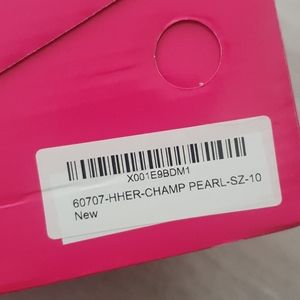 X001E9BDM1
60707-HHER-CHAMP PEARL-SZ-10
New